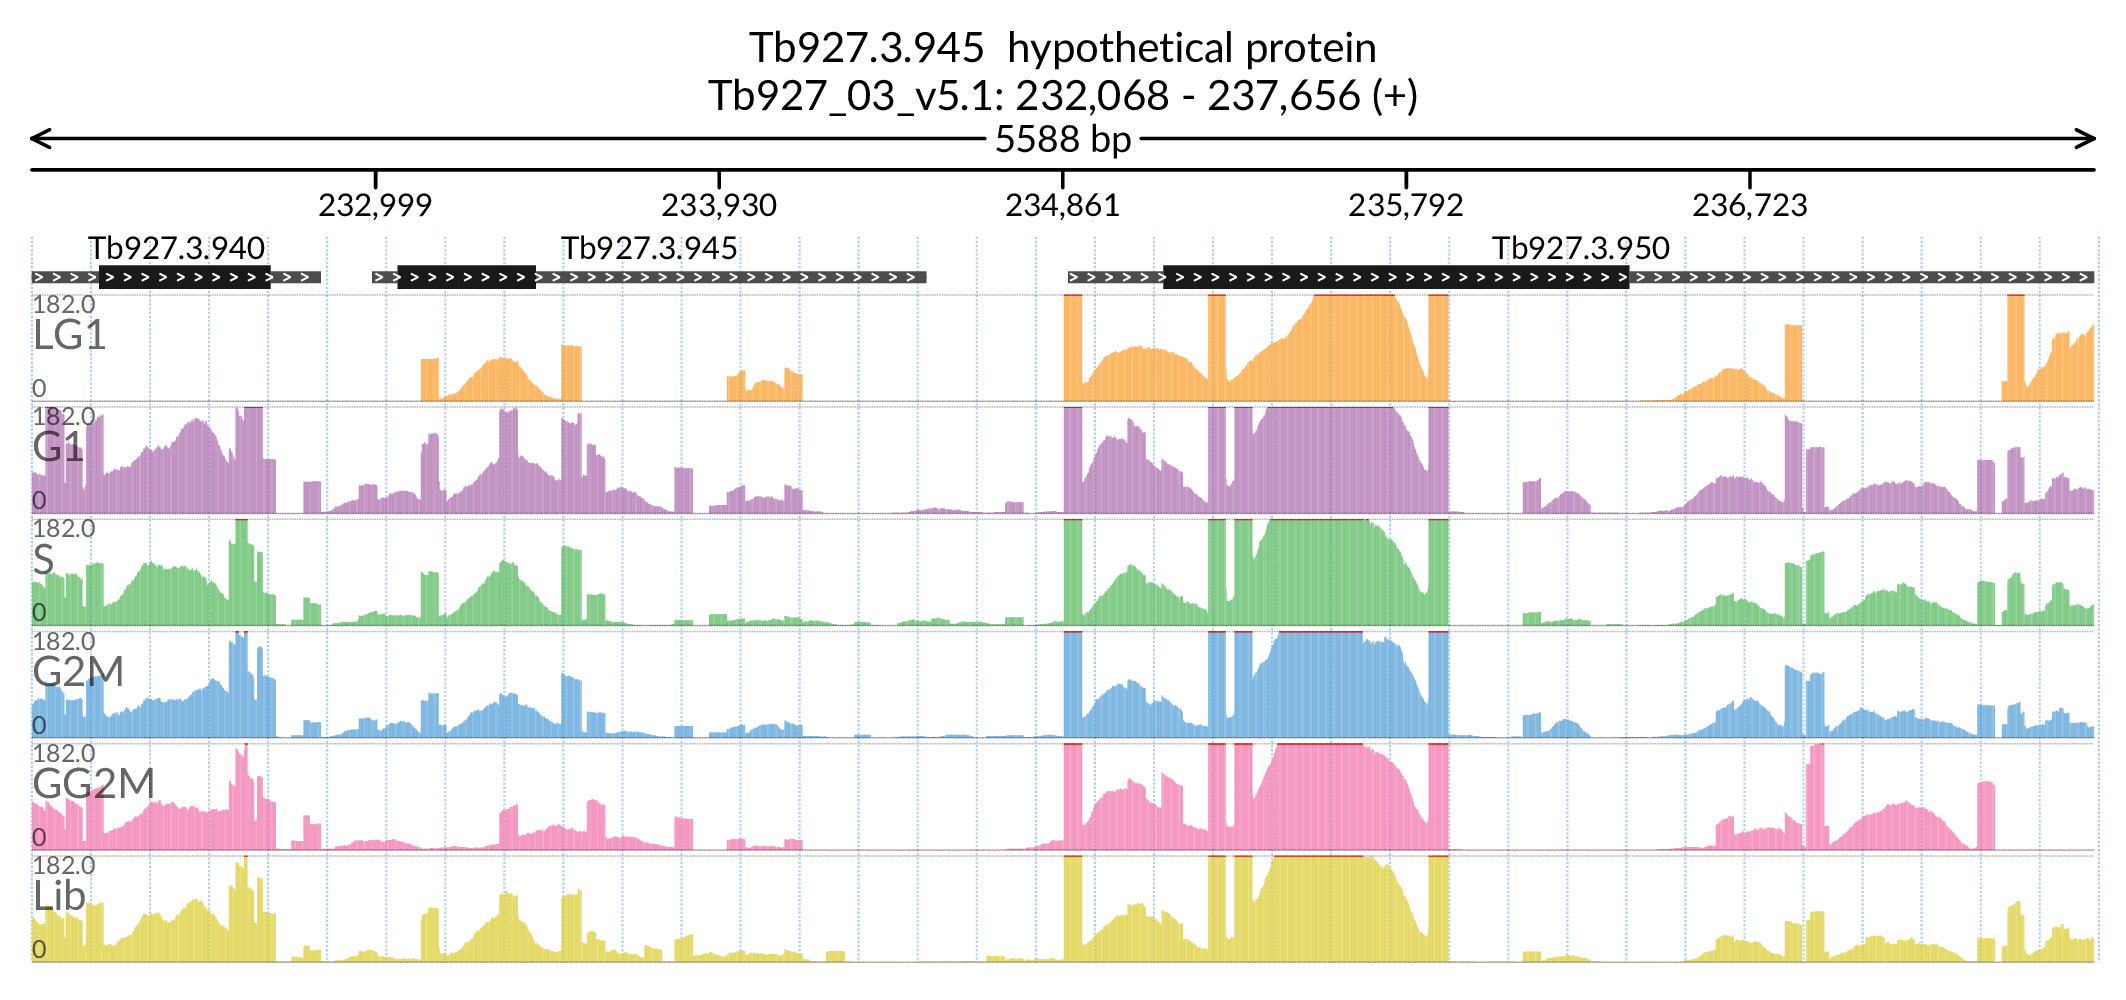 Tb927.3.945  hypothetical protein
Tb927_03_v5.1: 232,068 - 237,656 (+)
5588 bp
232,999 233,930 234,861 235,792 236,723
Tb927.3.940 Tb927.3.945 Tb927.3.950
182.0
LG1
0
182.0
G1
0
182.0
S
0
182.0
G2M
0
182.0
GG2M
0
182.0
Lib
0